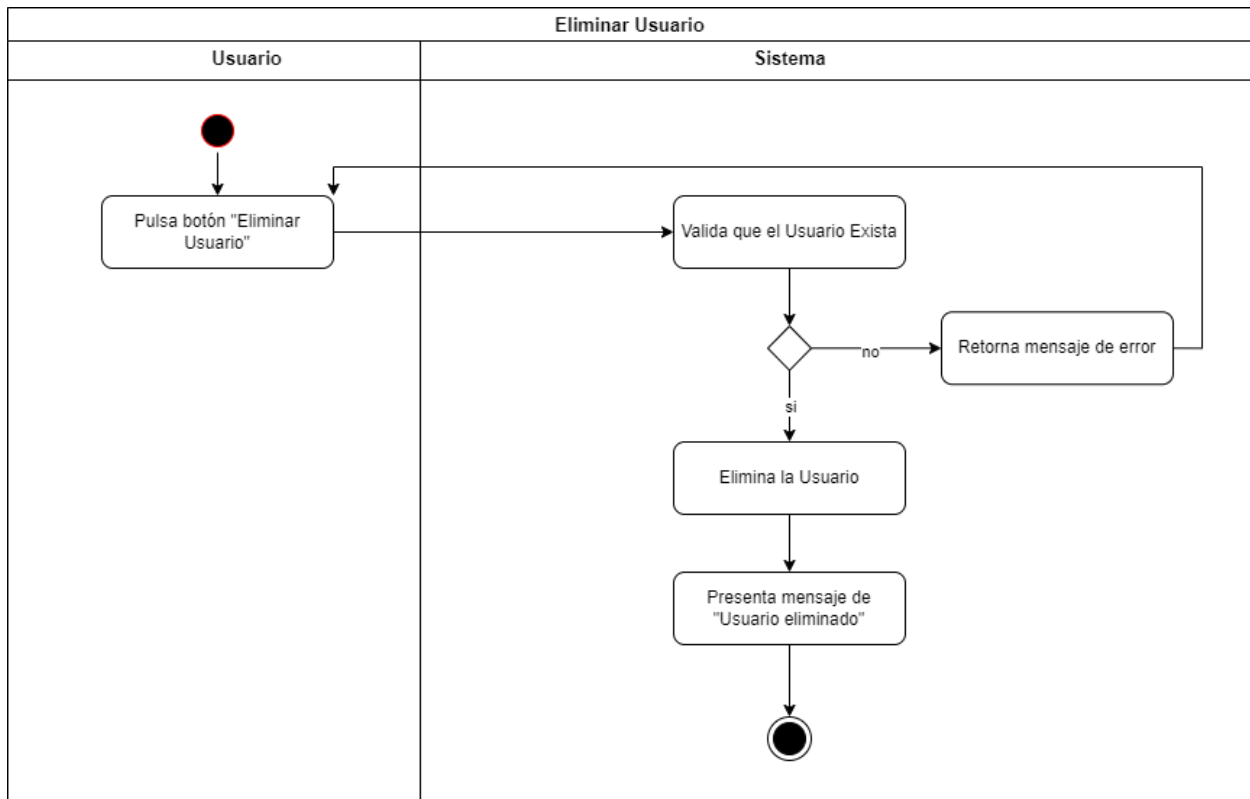 Eliminar Usuario
Usuario
Sistema
Pulsa botón "Eliminar
Usuario"
Valida que el Usuario Exista
no
Retorna mensaje de error
si
Elimina la Usuario
Presenta mensaje de
"Usuario eliminado"